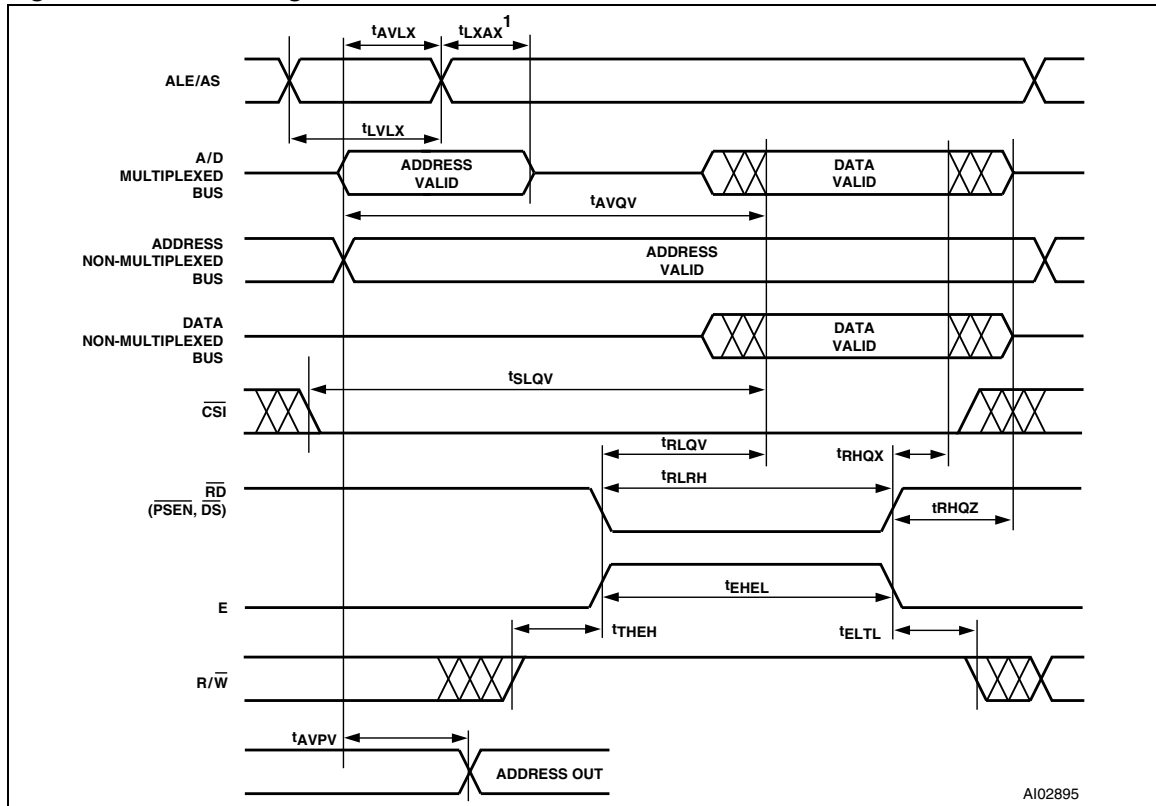 tAVLX
tLXAX1
ALE/AS
tLVLX
A/D
MULTIPLEXED
BUS
ADDRESS
VALID
DATA
VALID
tAVQV
ADDRESS
NON-MULTIPLEXED
BUS
ADDRESS
VALID
DATA
NON-MULTIPLEXED
BUS
DATA
VALID
tSLQV
CSI
tRLQV
tRHQX
tRLRH
RD
(PSEN, DS)
tRHQZ
tEHEL
E
tTHEH
tELTL
R/W
tAVPV
ADDRESS OUT
AI02895